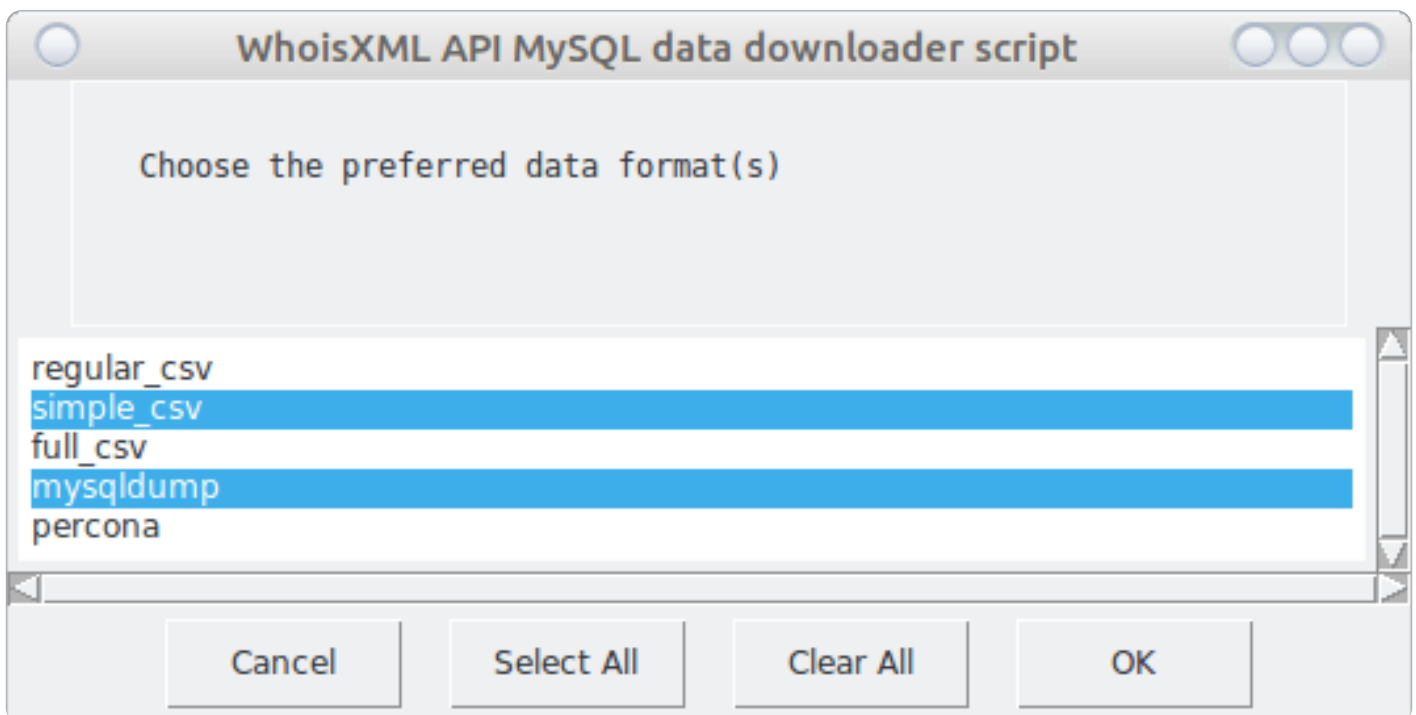 WhoisXML API MySQL data downloader script
Choose the preferred data format(s)
regular_csv
simple_csv
full_csv
mysqldump
percona
Cancel Select All Clear All OK